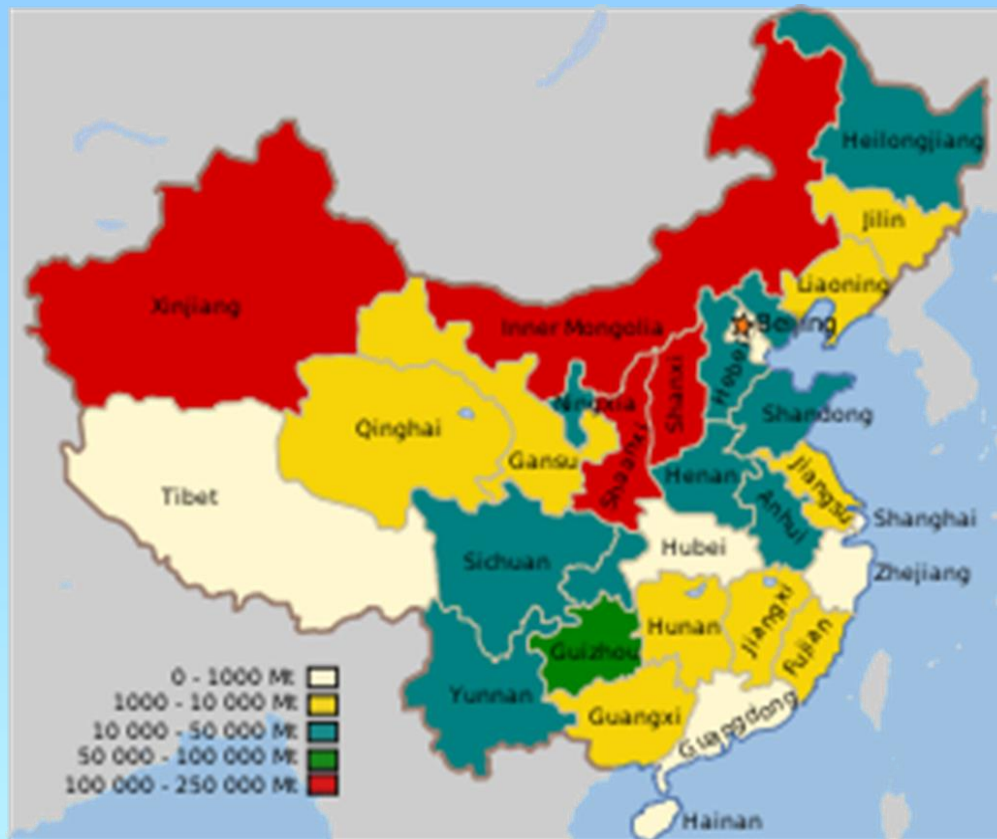 Heilongjiang
Jilin
Liaoning
Xinjiang
Inner Mongolia
Beijing
Hebei
Ningxia
Shanxi
Shandong
Qinghai
Gansu
Shaanxi
Henan
Jiangsu
Tibet
Anhui
Shanghai
Sichuan
Hubei
Zhejiang
Hunan
Jiangxi
Fujian
Guizhou
Yunnan
Guangxi
Guangdong
Hainan
0 - 1000 Mt
1000 - 10 000 Mt
10 000 - 50 000 Mt
50 000 - 100 000 Mt
100 000 - 250 000 Mt